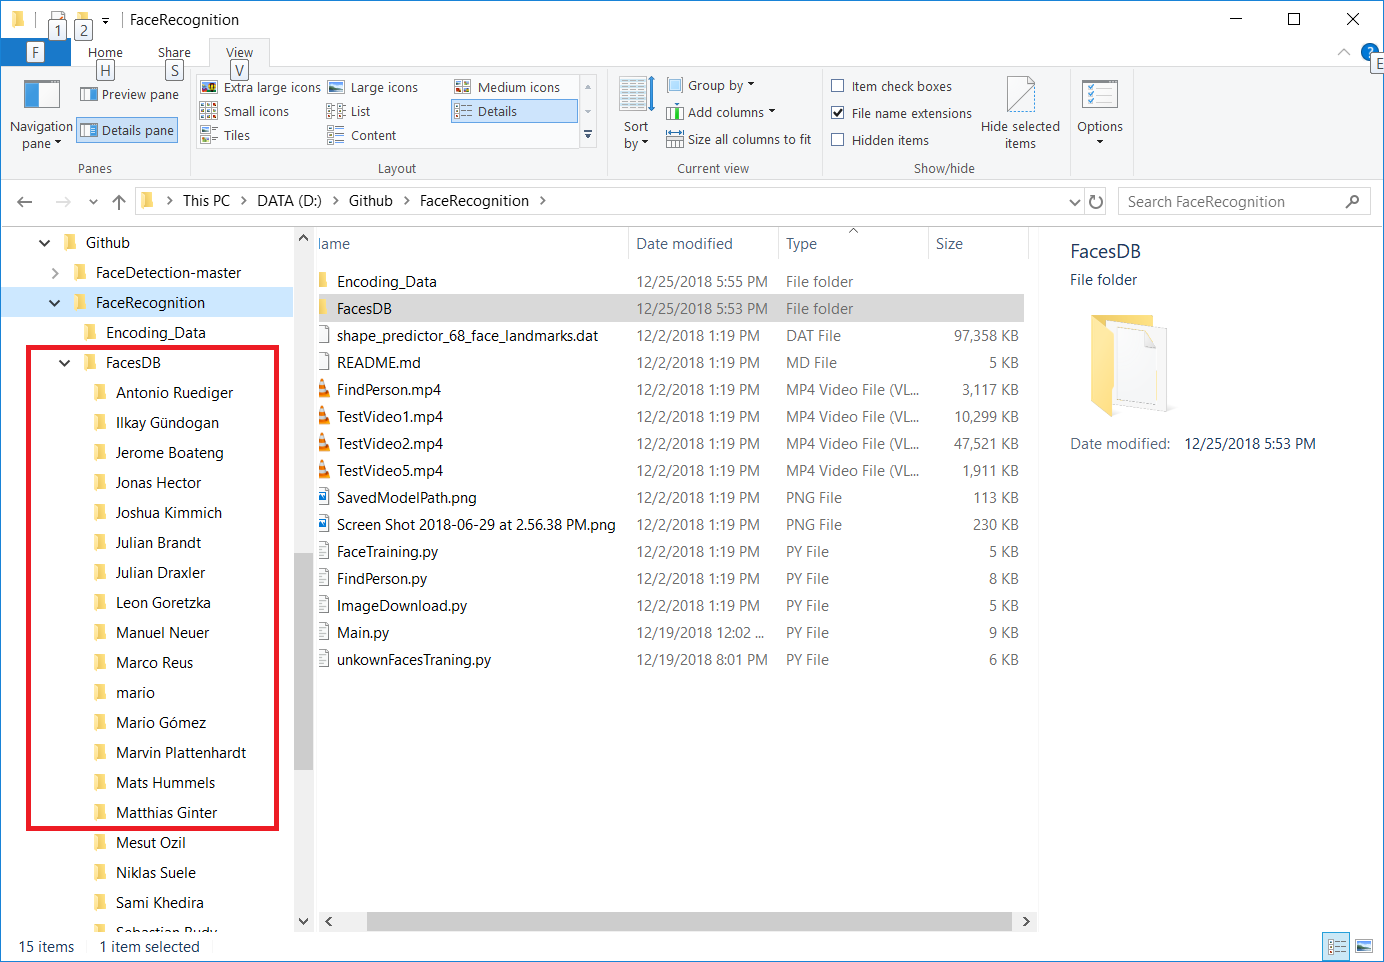 FaceRecognition
1 2
F Home Share View
H S V E
?
Navigation pane
Preview pane
Details pane
Panes
Extra large icons Large icons Medium icons
Small icons List Details
Tiles Content
Layout
Sort by
Group by
Add columns
Size all columns to fit
Current view
Item check boxes
File name extensions
Hidden items
Hide selected items
Show/hide
Options
This PC DATA (D:) Github FaceRecognition
Search FaceRecognition
Github
FaceDetection-master
FaceRecognition
Encoding_Data
FacesDB
Antonio Ruediger
Ilkay Gündogan
Jerome Boateng
Jonas Hector
Joshua Kimmich
Julian Brandt
Julian Draxler
Leon Goretzka
Manuel Neuer
Marco Reus
mario
Mario Gómez
Marvin Plattenhardt
Mats Hummels
Matthias Ginter
Mesut Ozil
Niklas Suele
Sami Khedira
Sebastian Rudy
Name Date modified Type Size
Encoding_Data 12/25/2018 5:55 PM File folder
FacesDB 12/25/2018 5:53 PM File folder
shape_predictor_68_face_landmarks.dat 12/2/2018 1:19 PM DAT File 97,358 KB
README.md 12/2/2018 1:19 PM MD File 5 KB
FindPerson.mp4 12/2/2018 1:19 PM MP4 Video File (VL... 3,117 KB
TestVideo1.mp4 12/2/2018 1:19 PM MP4 Video File (VL... 10,299 KB
TestVideo2.mp4 12/2/2018 1:19 PM MP4 Video File (VL... 47,521 KB
TestVideo5.mp4 12/2/2018 1:19 PM MP4 Video File (VL... 1,911 KB
SavedModelPath.png 12/2/2018 1:19 PM PNG File 113 KB
Screen Shot 2018-06-29 at 2.56.38 PM.png 12/2/2018 1:19 PM PNG File 230 KB
FaceTraining.py 12/2/2018 1:19 PM PY File 5 KB
FindPerson.py 12/2/2018 1:19 PM PY File 8 KB
ImageDownload.py 12/2/2018 1:19 PM PY File 5 KB
Main.py 12/19/2018 12:02 ... PY File 9 KB
unkownFacesTraning.py 12/19/2018 8:01 PM PY File 6 KB
FacesDB
File folder
Date modified: 12/25/2018 5:53 PM
15 items 1 item selected